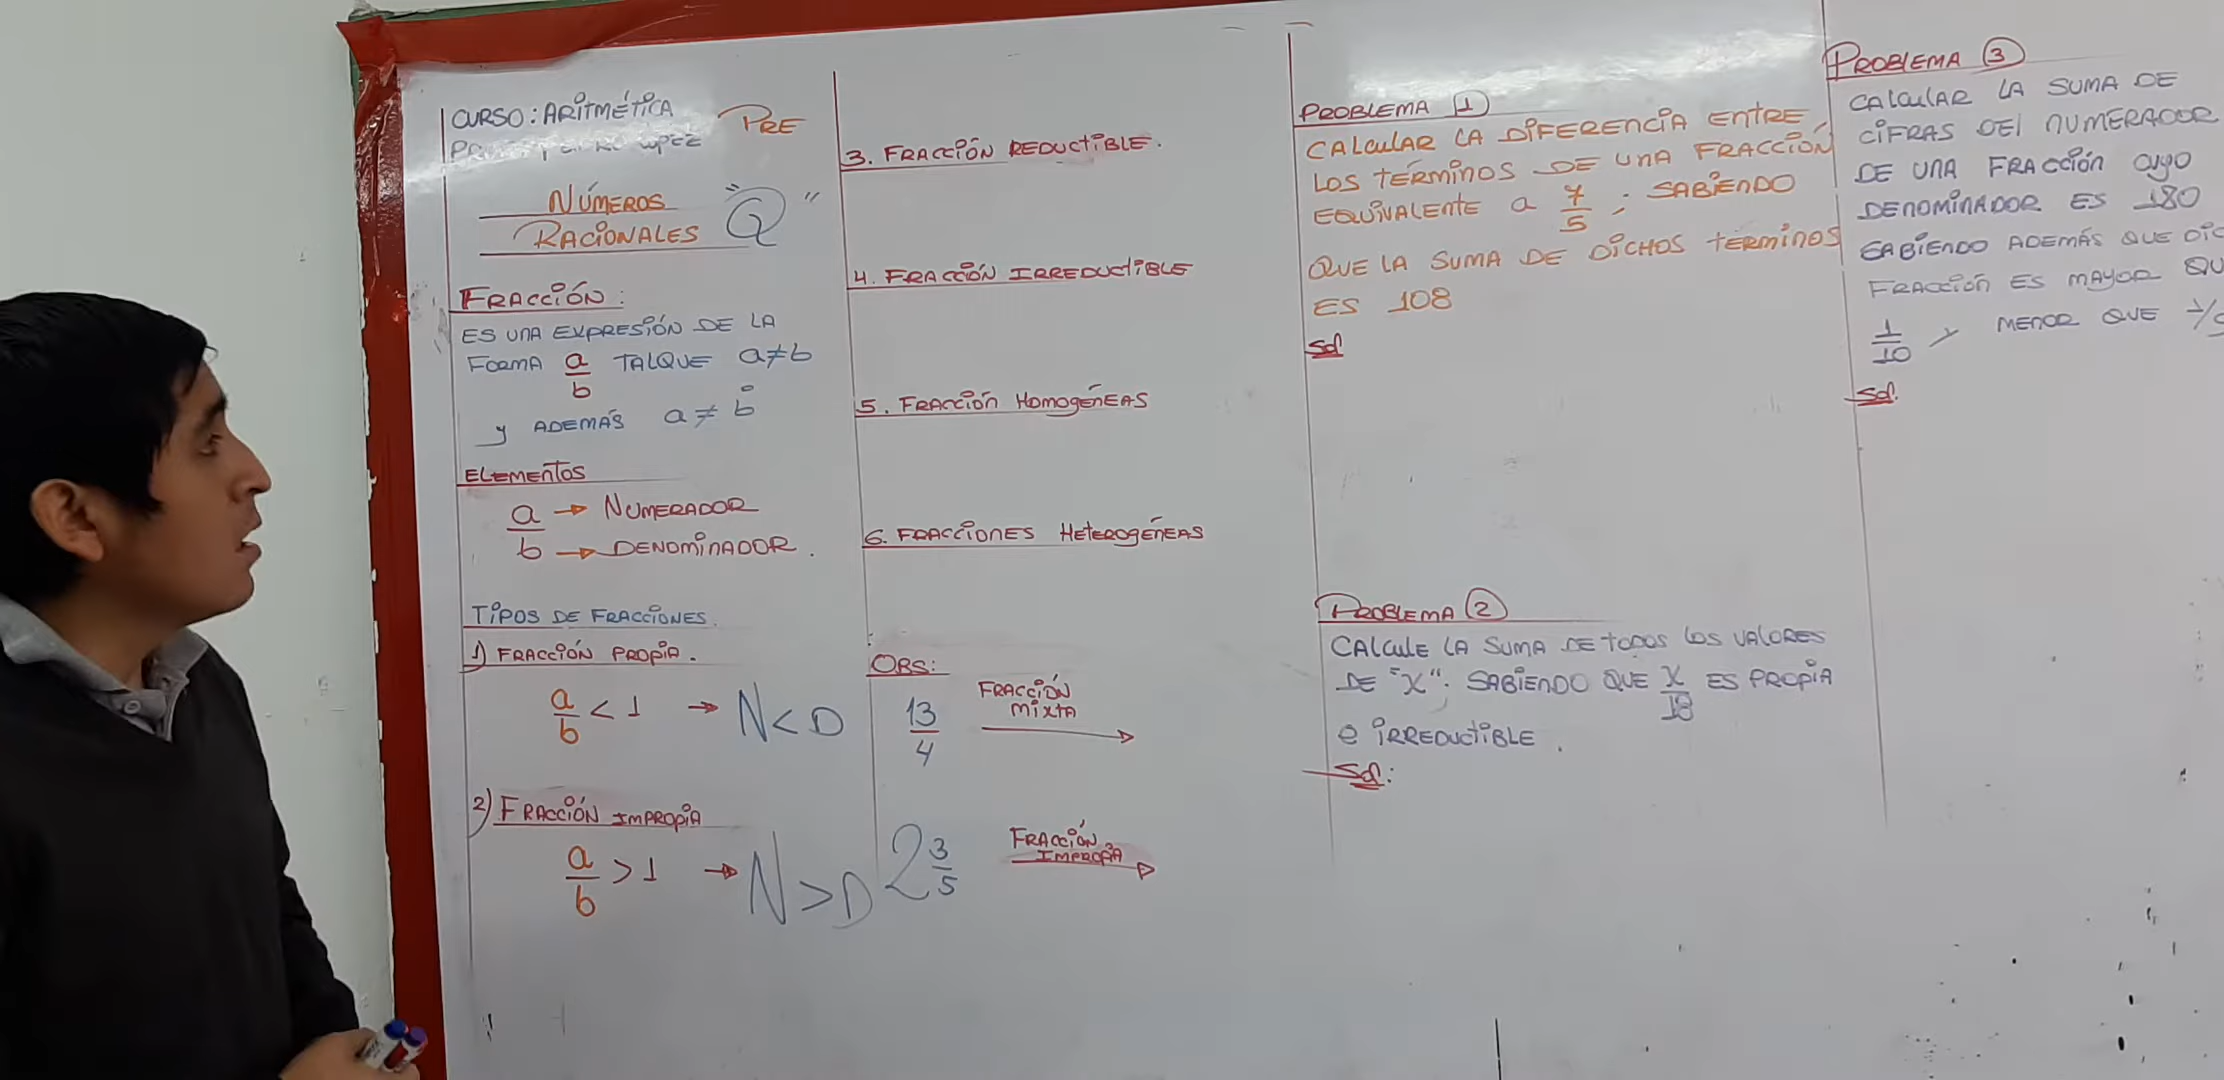 CURSO: ARITMÉTICA
PRE
NÚMEROS
RACIONALES "Q"
FRACCIÓN:
ES UNA EXPRESIÓN DE LA
FORMA a/b TALQUE a≠b
y ADEMÁS a≠b̊
ELEMENTOS
a → NUMERADOR
b → DENOMINADOR.
TIPOS DE FRACCIONES.
1) FRACCIÓN PROPIA.
a/b < 1 → N<D
2) FRACCIÓN IMPROPIA
a/b > 1 → N>D
3. FRACCIÓN REDUCTIBLE.
4. FRACCIÓN IRREDUCTIBLE
5. FRACCIÓN HOMOGÉNEAS
6. FRACCIONES HETEROGÉNEAS
OBS:
13/4 FRACCIÓN MIXTA →
2 3/5 FRACCIÓN IMPROPIA →
PROBLEMA 1
CALCULAR LA DIFERENCIA ENTRE
LOS TÉRMINOS DE UNA FRACCIÓN
EQUIVALENTE a 7/5; SABIENDO
QUE LA SUMA DE DICHOS TERMINOS
ES 108
Sol
PROBLEMA 2
CALCULE LA SUMA DE TODOS LOS VALORES
DE "X"; SABIENDO QUE X/18 ES PROPIA
e IRREDUCTIBLE.
Sol:
PROBLEMA 3
CALCULAR LA SUMA DE
CIFRAS DEL NUMERADOR
DE UNA FRACCIÓN cuyo
DENOMINADOR ES 180
SABIENDO ADEMÁS QUE DIC
FRACCIÓN ES MAYOR QU
1/10 y MENOR QUE
Sol.